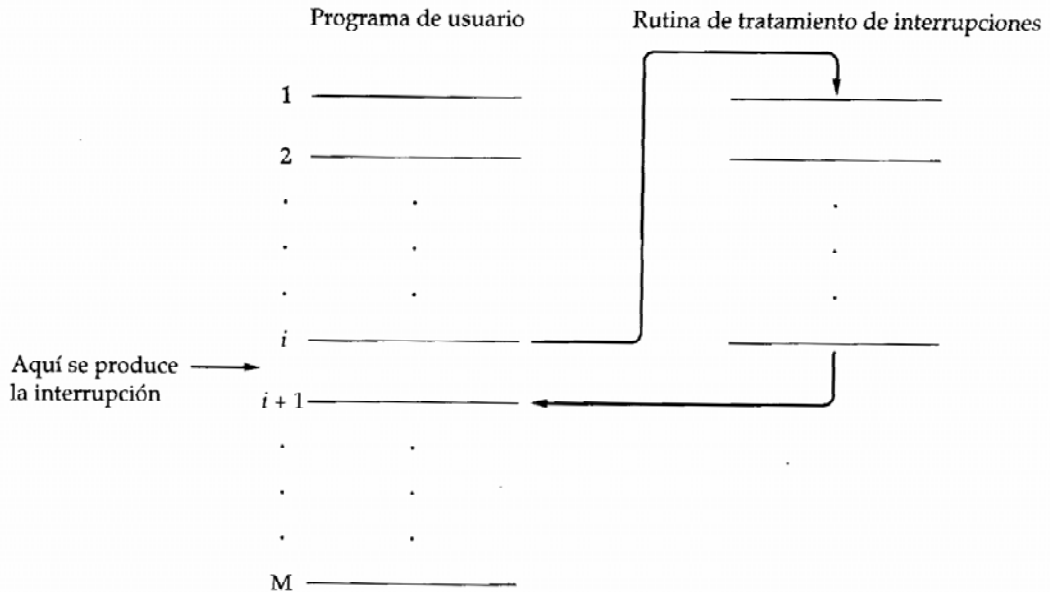 Programa de usuario
Rutina de tratamiento de interrupciones
1
2
i
Aquí se produce
la interrupción
i + 1
M